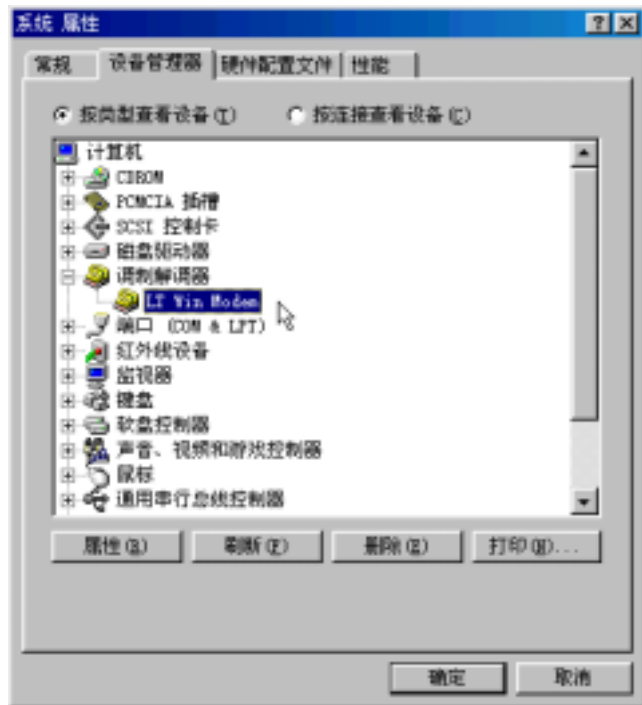 系统 属性
常规 设备管理器 硬件配置文件 性能
按类型查看设备(T) 按连接查看设备(C)
计算机
CDROM
PCMCIA 插槽
SCSI 控制卡
磁盘驱动器
调制解调器
LT Win Modem
端口 (COM & LPT)
红外线设备
监视器
键盘
软盘控制器
声音、视频和游戏控制器
鼠标
通用串行总线控制器
属性(R) 刷新(F) 删除(E) 打印(N)...
确定 取消